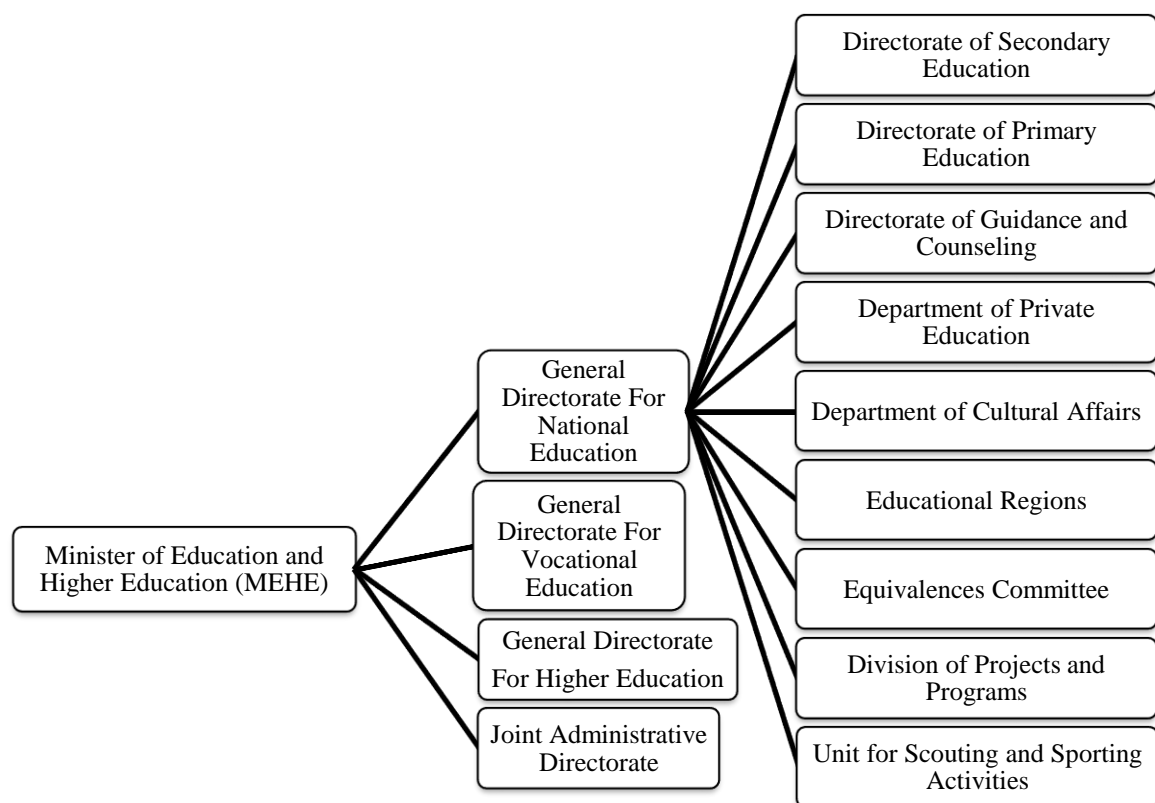 Minister of Education and
Higher Education (MEHE)
General
Directorate For
National
Education
General
Directorate For
Vocational
Education
General Directorate
For Higher Education
Joint Administrative
Directorate
Directorate of Secondary
Education
Directorate of Primary
Education
Directorate of Guidance and
Counseling
Department of Private
Education
Department of Cultural Affairs
Educational Regions
Equivalences Committee
Division of Projects and
Programs
Unit for Scouting and Sporting
Activities